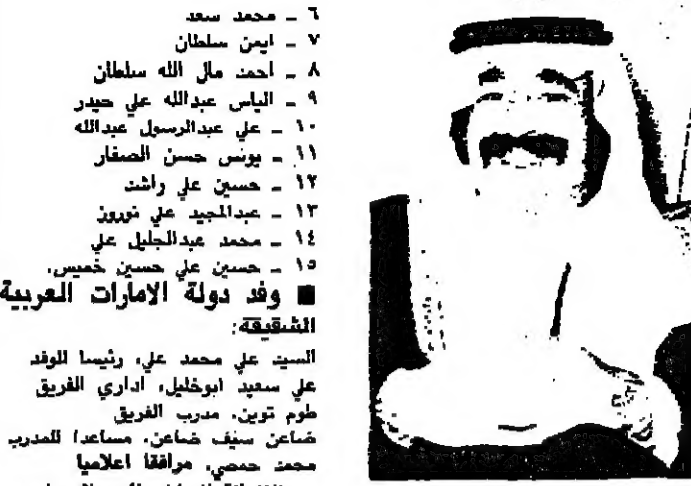 ٦ ـ محمد سعد
٧ ـ ايمن سلطان
٨ ـ احمد مال الله سلطان
٩ ـ الياس عبدالله علي حيدر
١٠ ـ علي عبدالرسول عبدالله
١١ ـ يونس حسن الصفار
١٢ ـ حسين علي راشد
١٣ ـ عبدالمجيد علي نوروز
١٤ ـ محمد عبدالجليل علي
١٥ ـ حسين علي حسين خميس.
■ وفد دولة الامارات العربية
الشقيقة:
السيد علي محمد علي، رئيسا للوفد
علي سعيد ابوخليل، اداري الفريق
طوم توين، مدرب الفريق
ضاعن سيف ضاعن، مساعدا للمدرب
محمد حمصي، مرافقا اعلاميا